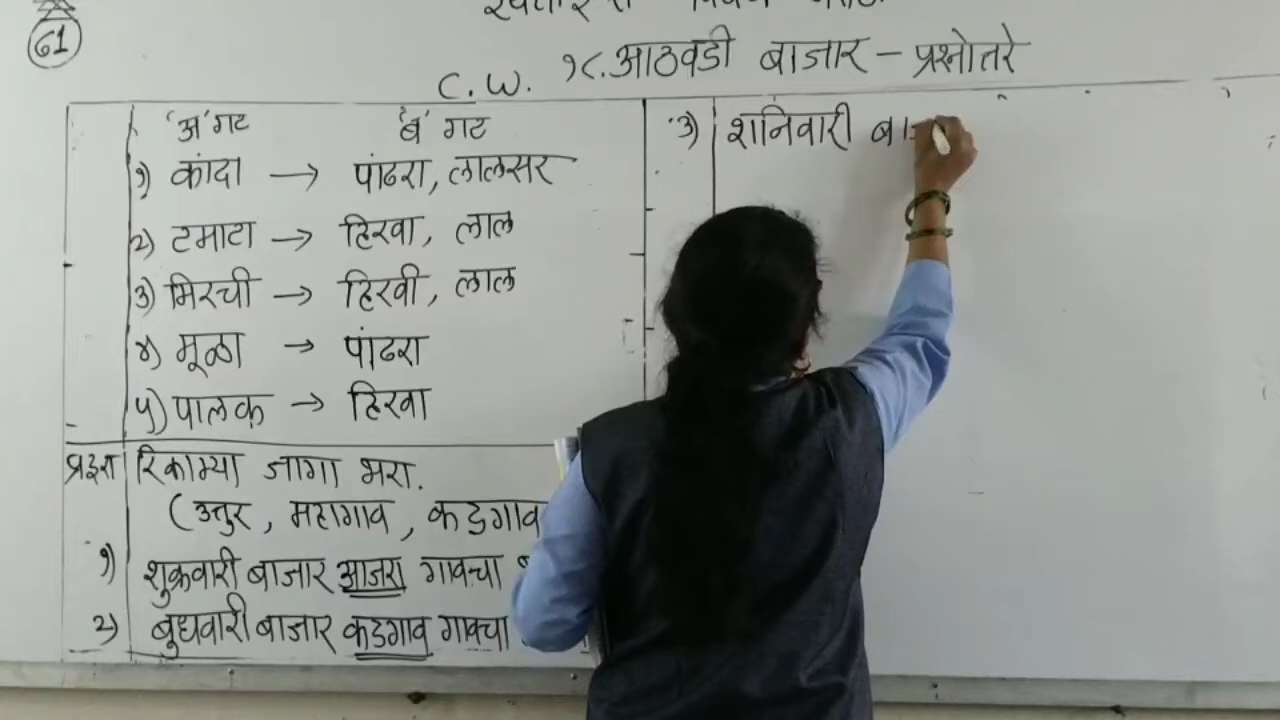 61
१८. आठवडी बाजार - प्रश्नोत्तरे
C.W.
'अ' गट 'ब' गट
१) कांदा → पांढरा, लालसर
२) टमाटा → हिरवा, लाल
३) मिरची → हिरवी, लाल
४) मूळा → पांढरा
५) पालक → हिरवा
रिकाम्या जागा भरा.
(उत्तुर, महागाव, कडगाव
१) शुक्रवारी बाजार आजरा गावचा
२) बुधवारी बाजार कडगाव गावचा
३) शनिवारी